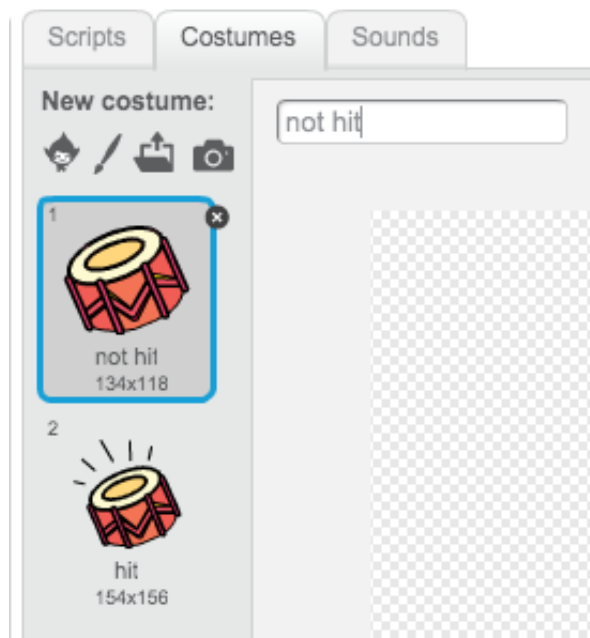 Scripts Costumes Sounds
New costume:
not hit
1
not hit
134x118
2
hit
154x156